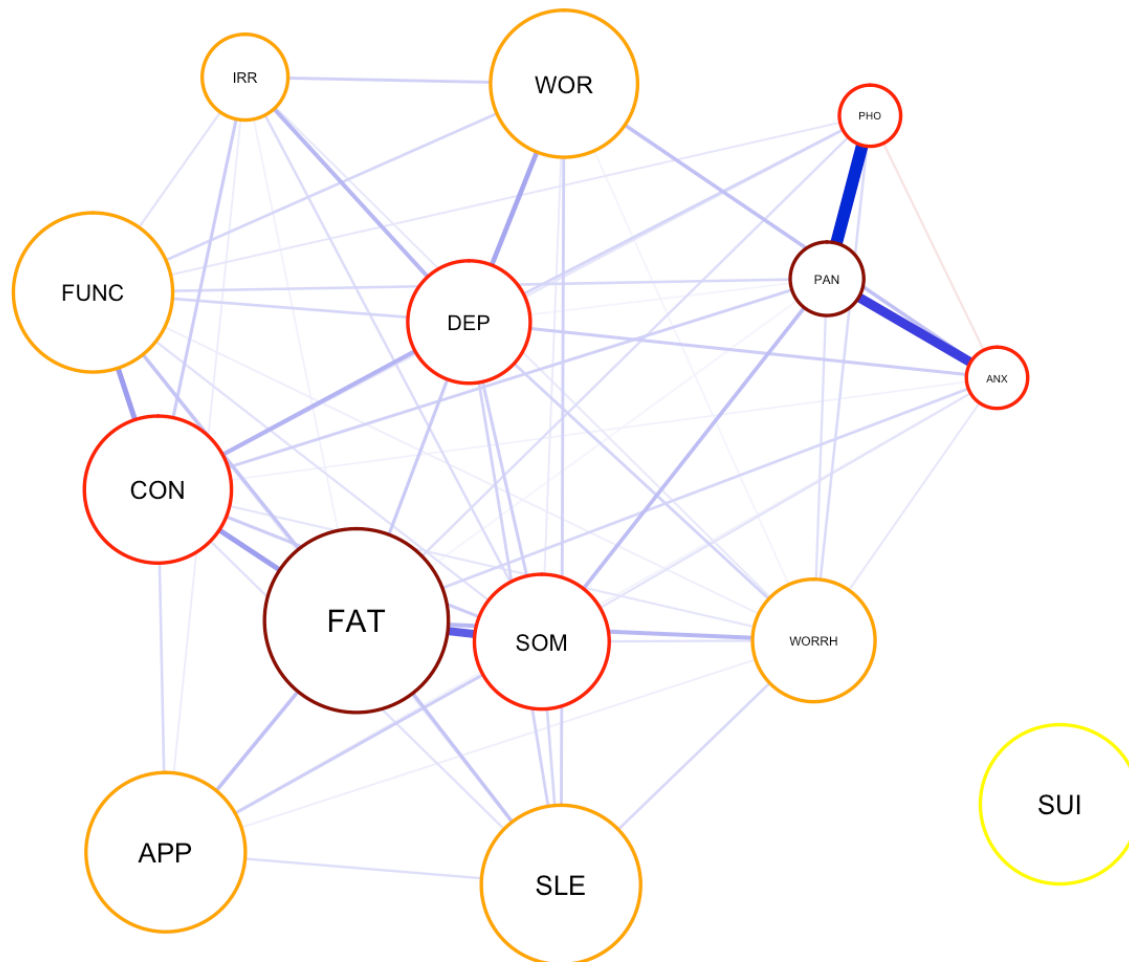 IRR
WOR
PHO
FUNC
PAN
DEP
ANX
CON
FAT
SOM
WORRH
SUI
APP
SLE